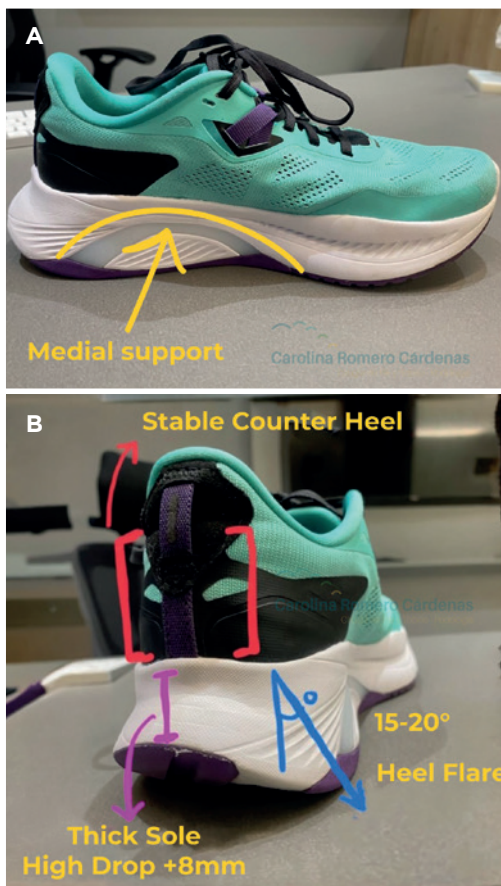 A
Medial support
Carolina Romero Cárdenas
B
Stable Counter Heel
Carolina Romero Cárdenas
15-20°
Heel Flare
Thick Sole
High Drop +8mm